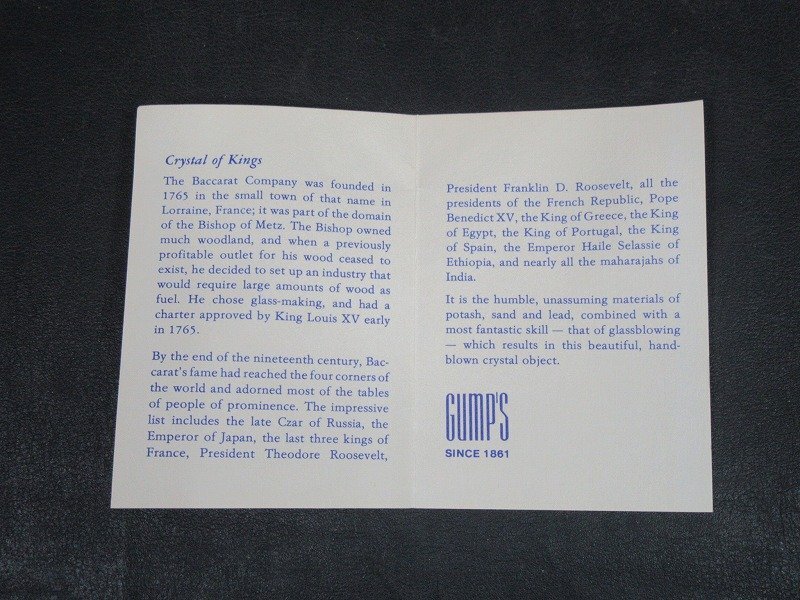 Crystal of Kings
The Baccarat Company was founded in
1765 in the small town of that name in
Lorraine, France; it was part of the domain
of the Bishop of Metz. The Bishop owned
much woodland, and when a previously
profitable outlet for his wood ceased to
exist, he decided to set up an industry that
would require large amounts of wood as
fuel. He chose glass-making, and had a
charter approved by King Louis XV early
in 1765.
By the end of the nineteenth century, Bac-
carat's fame had reached the four corners of
the world and adorned most of the tables
of people of prominence. The impressive
list includes the late Czar of Russia, the
Emperor of Japan, the last three kings of
France, President Theodore Roosevelt,
President Franklin D. Roosevelt, all the
presidents of the French Republic, Pope
Benedict XV, the King of Greece, the King
of Egypt, the King of Portugal, the King
of Spain, the Emperor Haile Selassie of
Ethiopia, and nearly all the maharajahs of
India.
It is the humble, unassuming materials of
potash, sand and lead, combined with a
most fantastic skill — that of glassblowing
— which results in this beautiful, hand-
blown crystal object.
GUMP'S
SINCE 1861